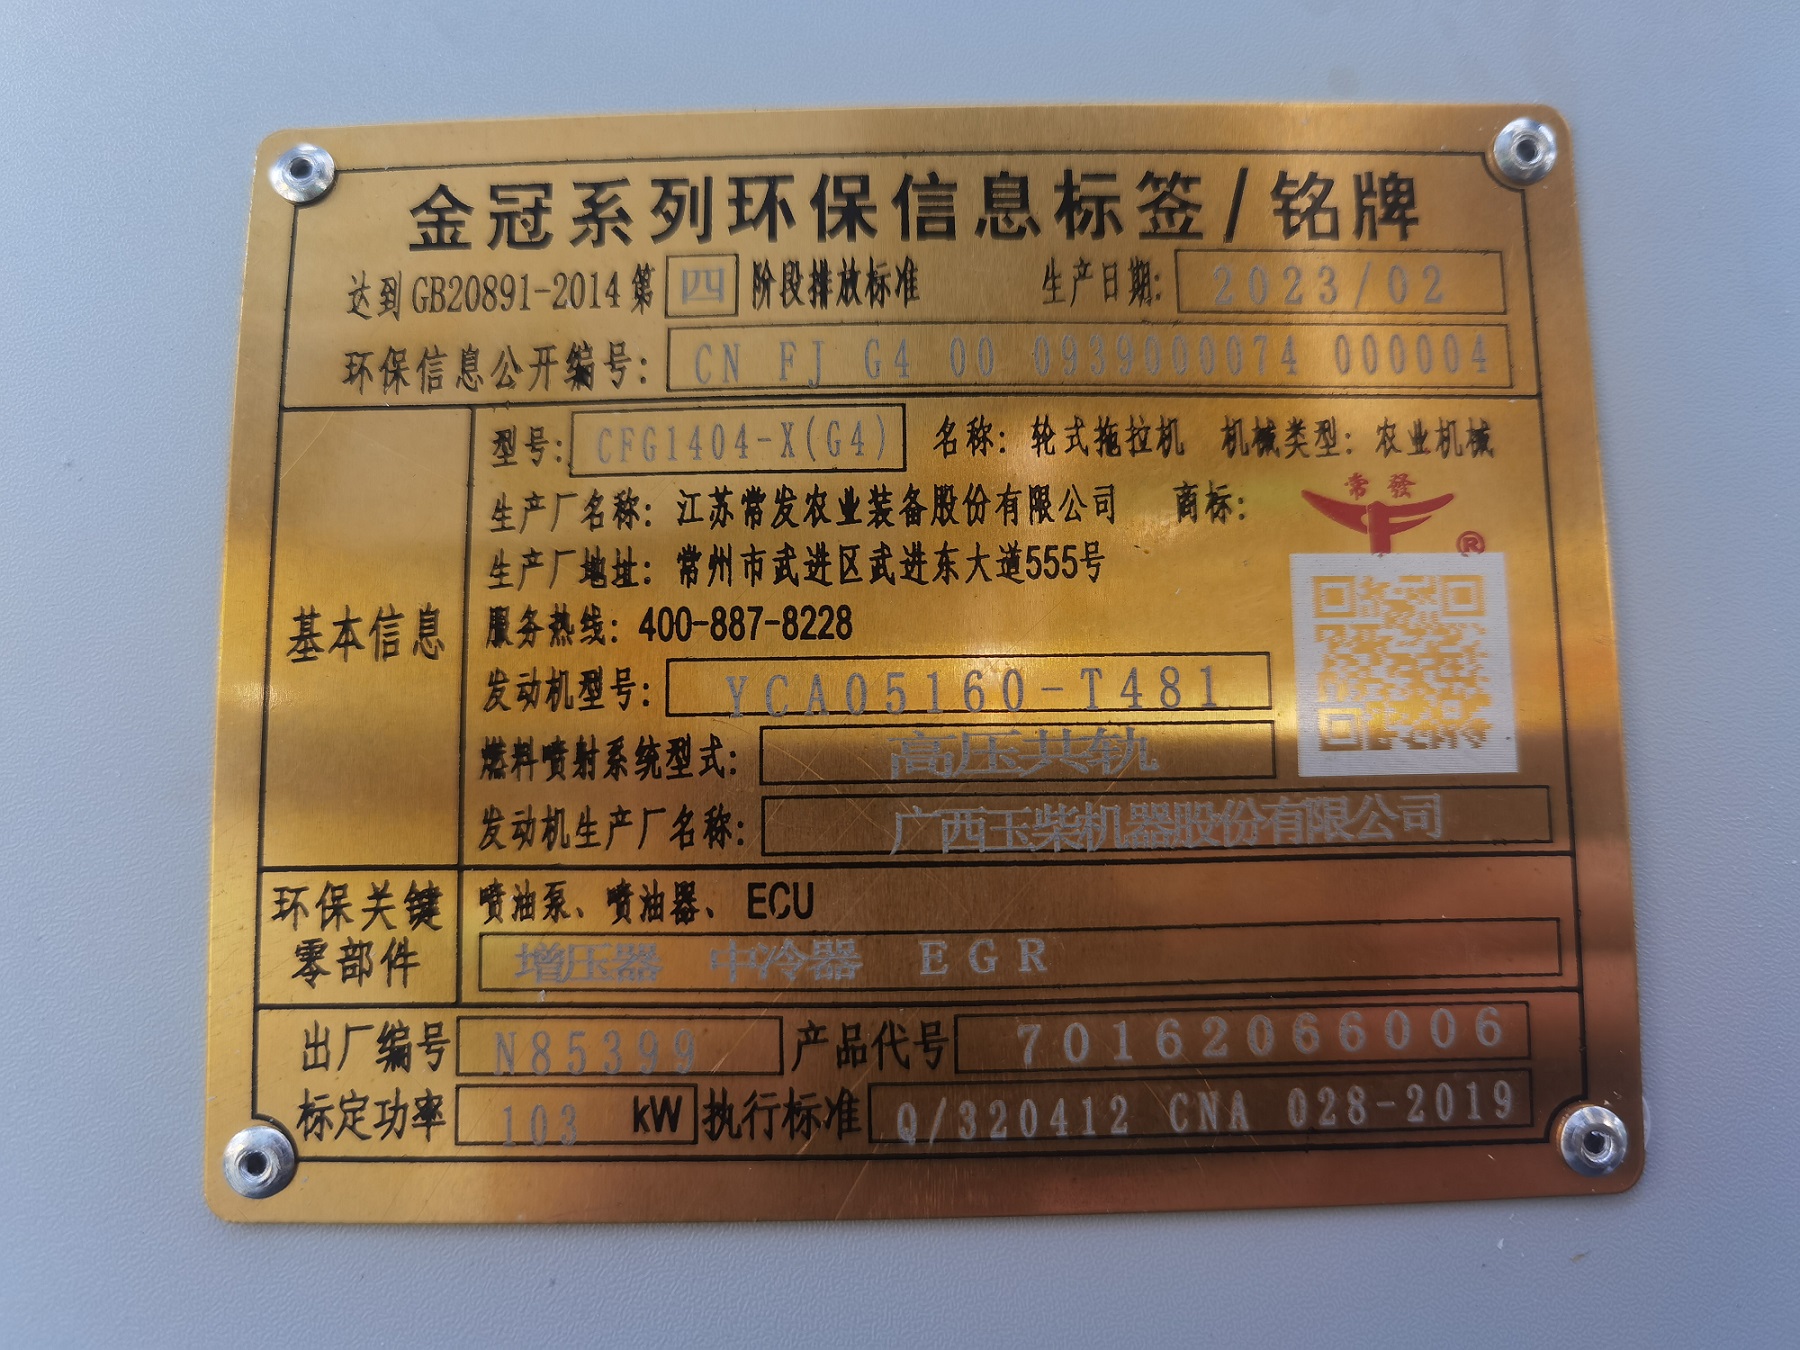 金冠系列环保信息标签/铭牌
达到GB20891-2014第 四 阶段排放标准 生产日期: 2023/02
环保信息公开编号: CN FJ G4 00 0939000074 000004
基本信息
型号: CFG1404-X(G4) 名称: 轮式拖拉机 机械类型: 农业机械
生产厂名称: 江苏常发农业装备股份有限公司 商标: 常發 CF ®
生产厂地址: 常州市武进区武进东大道555号
服务热线: 400-887-8228
发动机型号: YCA05160-T481
燃料喷射系统型式: 高压共轨
发动机生产厂名称: 广西玉柴机器股份有限公司
环保关键
零部件
喷油泵、喷油器、ECU
增压器 中冷器 EGR
出厂编号 N85399 产品代号 70162066006
标定功率 103 kW 执行标准 Q/320412 CNA 028-2019